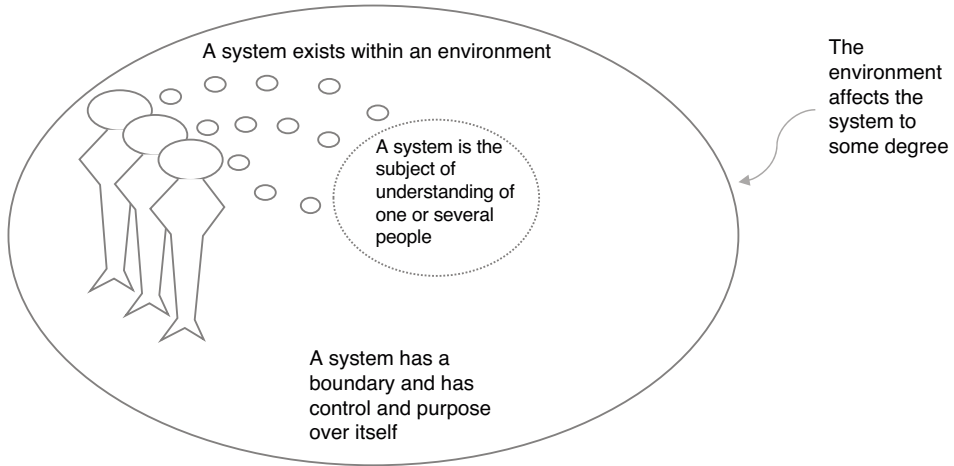 A system exists within an environment
The
environment
affects the
system to
some degree
A system is the
subject of
understanding of
one or several
people
A system has a
boundary and has
control and purpose
over itself